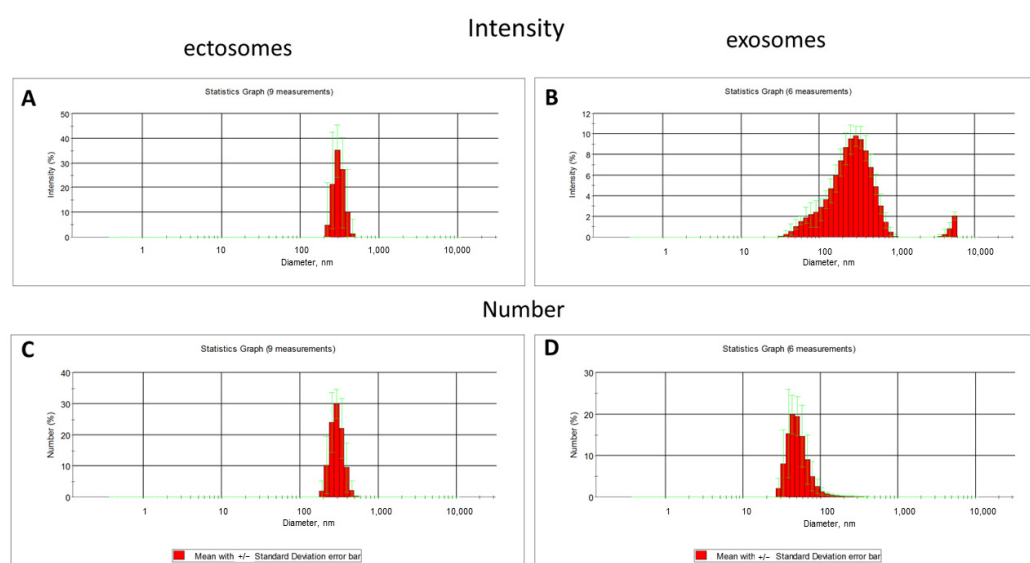 Intensity
ectosomes
exosomes
A
Statistics Graph (9 measurements)
50
40
30
20
10
0
Intensity (%)
1
10
100
1,000
10,000
Diameter, nm
B
Statistics Graph (6 measurements)
12
10
8
6
4
2
0
Intensity (%)
1
10
100
1,000
10,000
Diameter, nm
Number
C
Statistics Graph (9 measurements)
40
30
20
10
0
Number (%)
1
10
100
1,000
10,000
Diameter, nm
Mean with +/− Standard Deviation error bar
D
Statistics Graph (6 measurements)
30
20
10
0
Number (%)
1
10
100
1,000
10,000
Diameter, nm
Mean with +/− Standard Deviation error bar